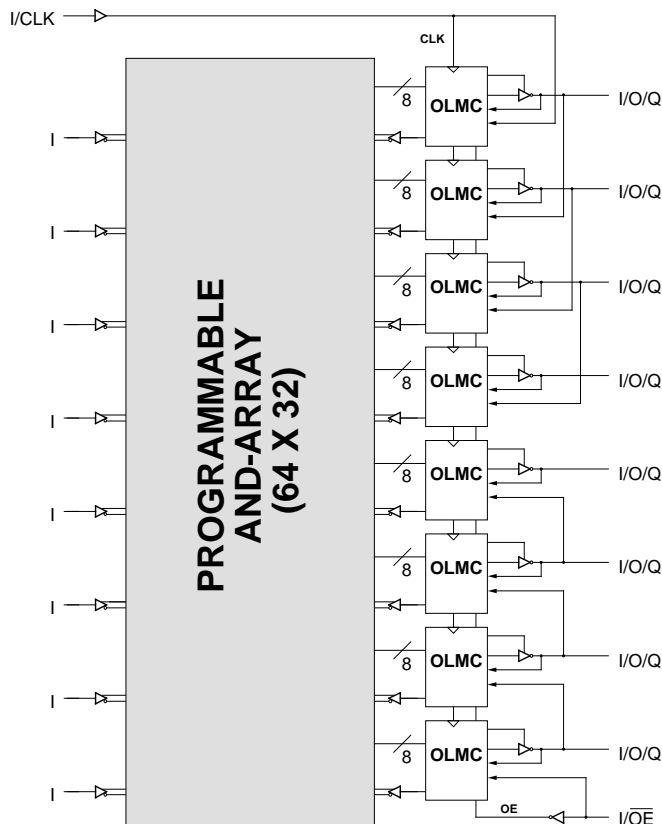 I/CLK
CLK
8
OLMC
I/O/Q
I
8
OLMC
I/O/Q
I
8
OLMC
I/O/Q
I
8
OLMC
I/O/Q
I
PROGRAMMABLE
AND-ARRAY
(64 X 32)
8
OLMC
I/O/Q
I
8
OLMC
I/O/Q
I
8
OLMC
I/O/Q
I
8
OLMC
I/O/Q
I
OE
I/O̅E̅